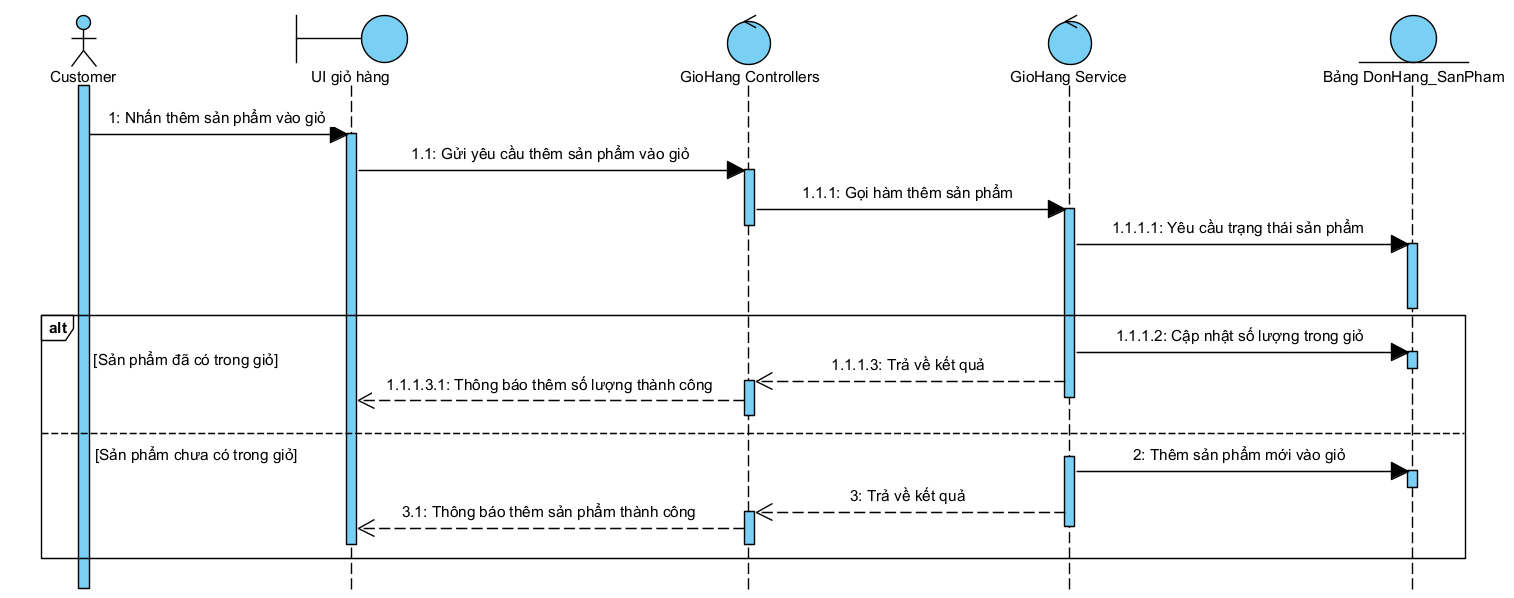 Customer
UI giỏ hàng
GioHang Controllers
GioHang Service
Bảng DonHang_SanPham
1: Nhấn thêm sản phẩm vào giỏ
1.1: Gửi yêu cầu thêm sản phẩm vào giỏ
1.1.1: Gọi hàm thêm sản phẩm
1.1.1.1: Yêu cầu trạng thái sản phẩm
alt
[Sản phẩm đã có trong giỏ]
1.1.1.2: Cập nhật số lượng trong giỏ
1.1.1.3: Trả về kết quả
1.1.1.3.1: Thông báo thêm số lượng thành công
[Sản phẩm chưa có trong giỏ]
2: Thêm sản phẩm mới vào giỏ
3: Trả về kết quả
3.1: Thông báo thêm sản phẩm thành công